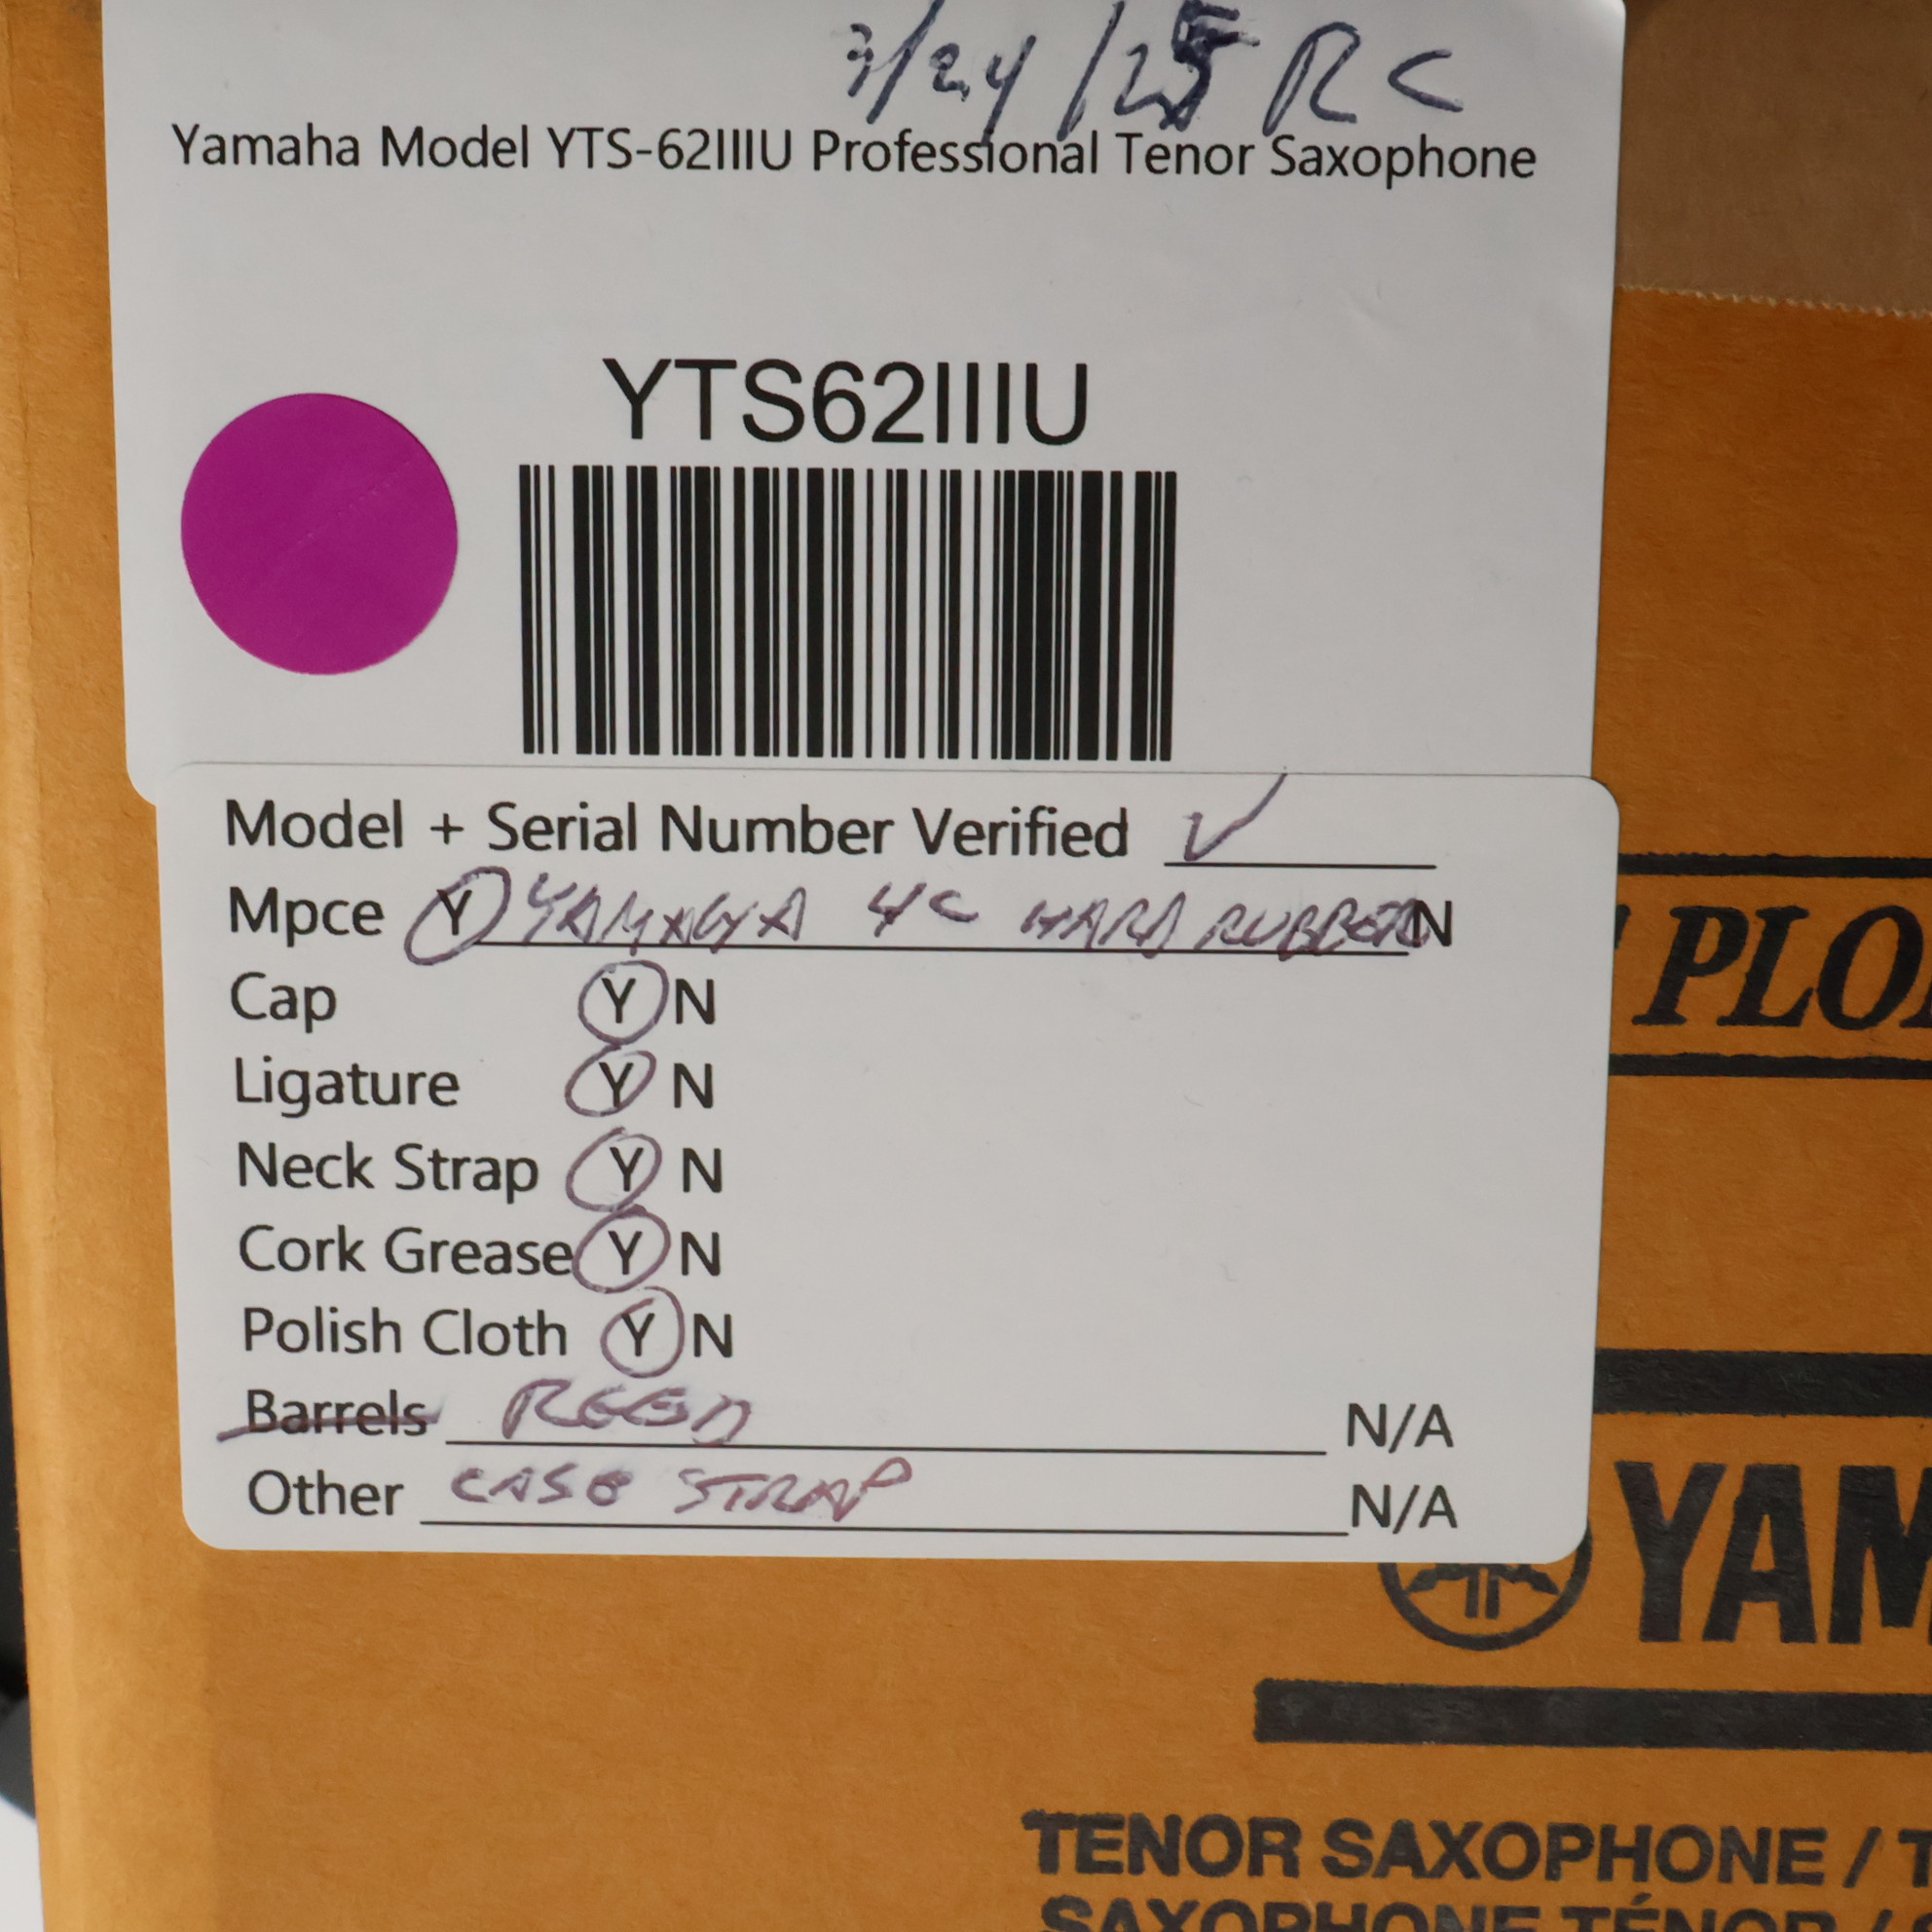 3/24/25 RC
Yamaha Model YTS-62IIIU Professional Tenor Saxophone
YTS62IIIU
Model + Serial Number Verified ✓
Mpce Y YAMAHA 4C HARD RUBBER N
Cap Y N
Ligature Y N
Neck Strap Y N
Cork Grease Y N
Polish Cloth Y N
Barrels REED N/A
Other CASE STRAP N/A
PLO
YAM
TENOR SAXOPHONE / T
SAXOPHONE TÉNOR /